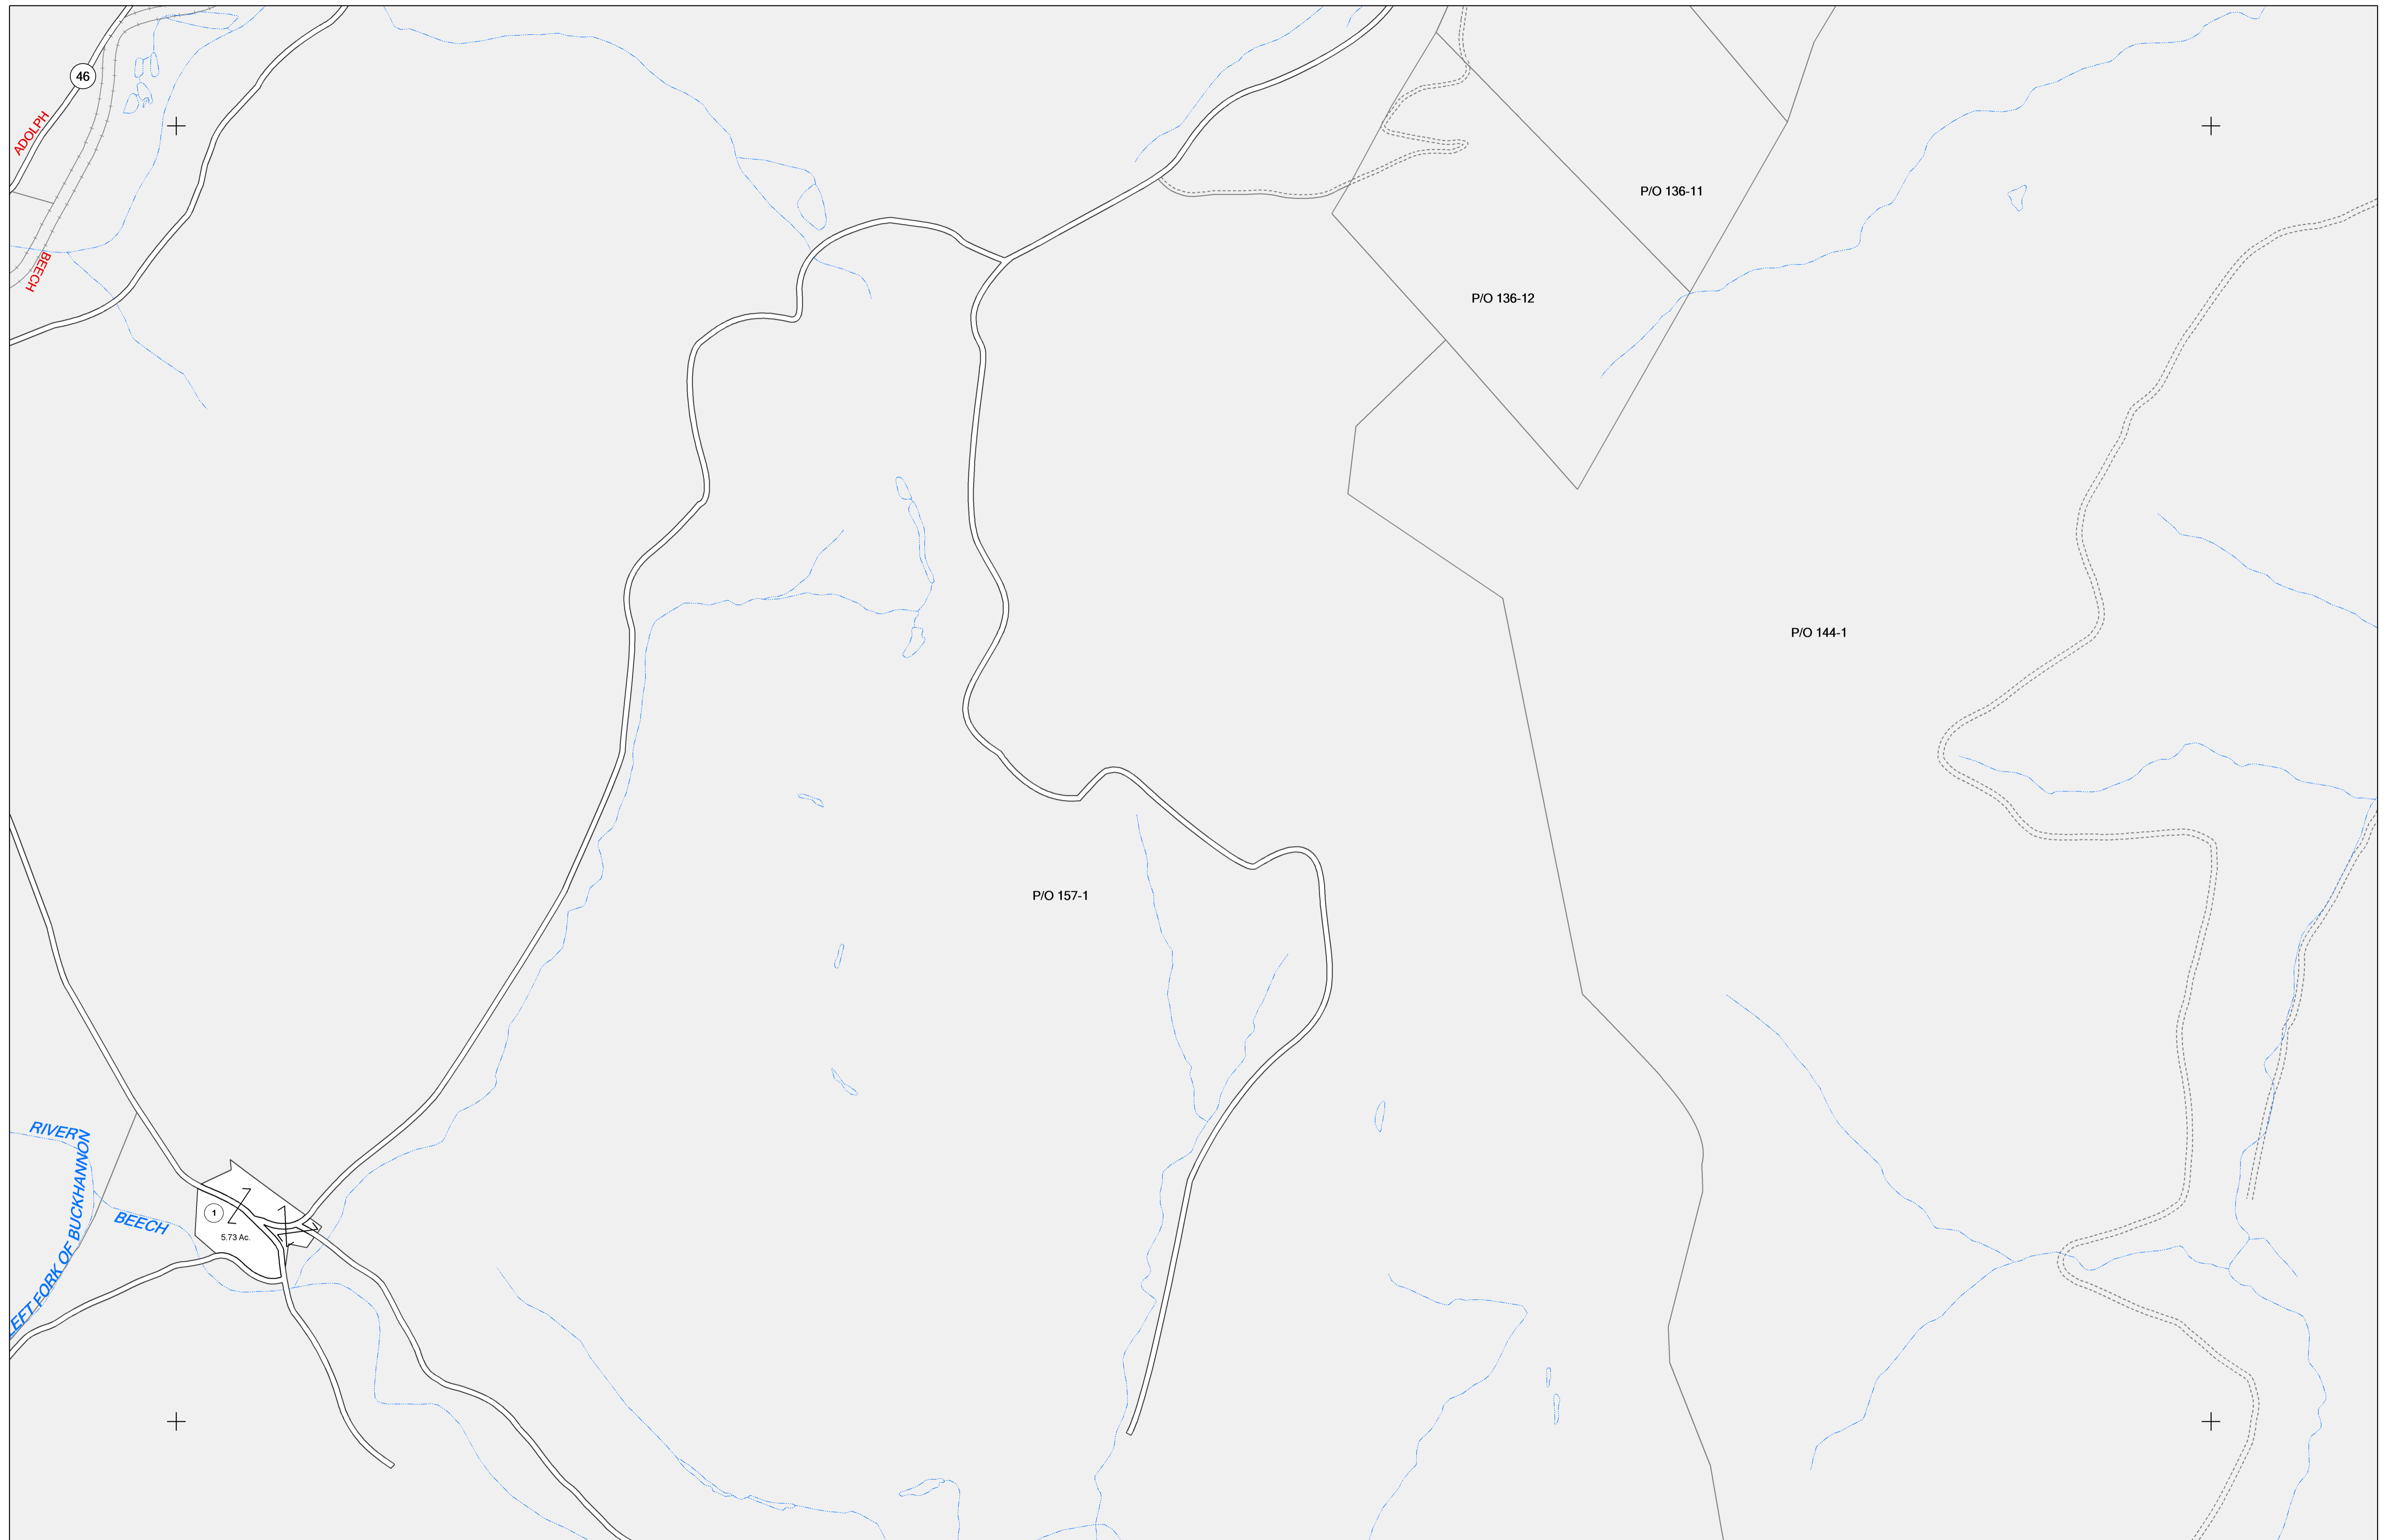 46
ADOLPH
BEECH
P/O 136-11
P/O 136-12
P/O 144-1
P/O 157-1
RIVER
LEFT FORK OF BUCKHANNON
BEECH
1
5.73 Ac.